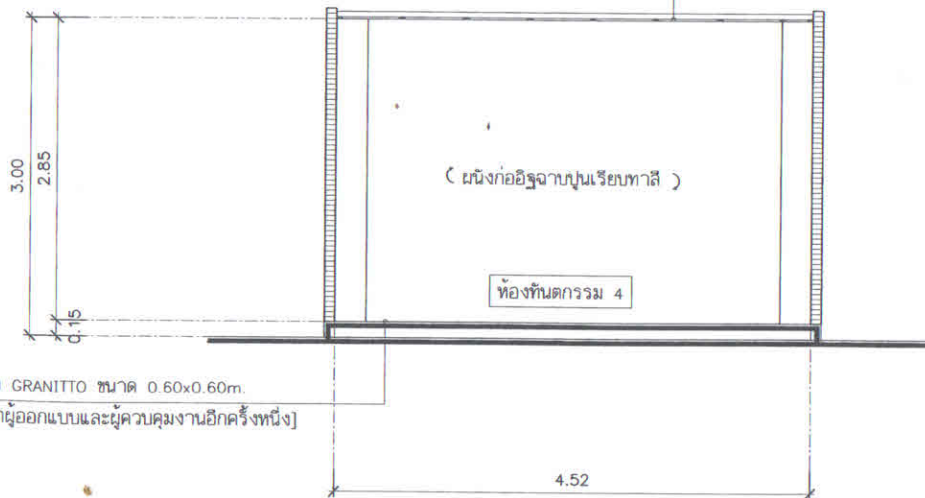 3.00
2.85
( ผนังก่ออิฐฉาบปูนเรียบทาสี )
ห้องทันตกรรม 4
0.15
GRANITTO ขนาด 0.60x0.60m.
ผู้ออกแบบและผู้ควบคุมงานอีกครั้งหนึ่ง]
4.52